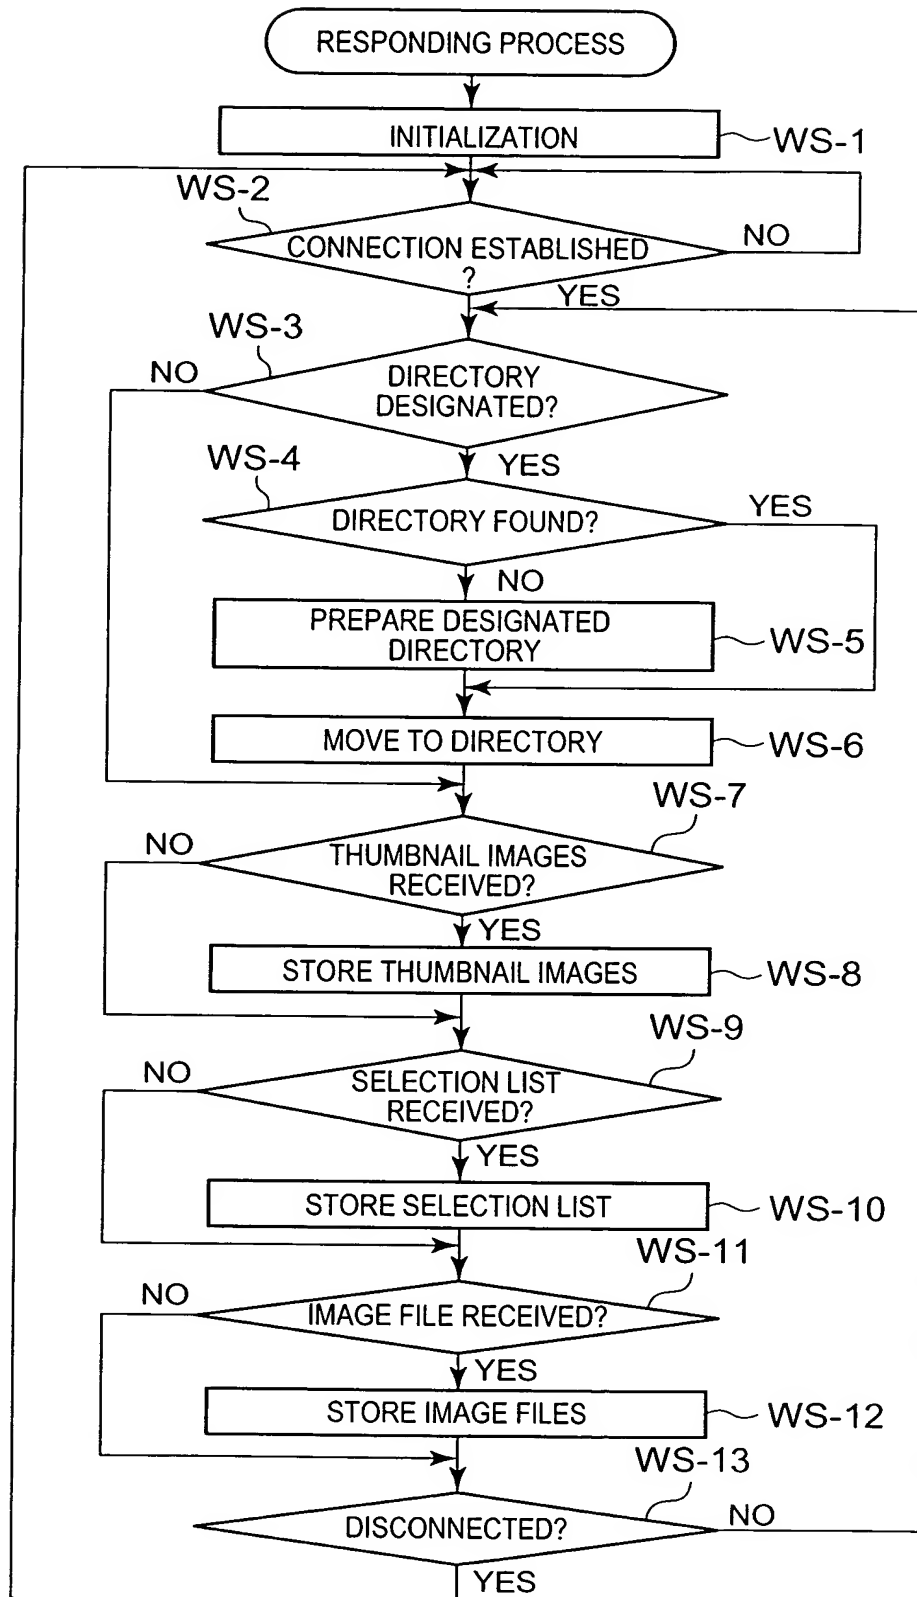 RESPONDING PROCESS
INITIALIZATION
WS-1
WS-2
CONNECTION ESTABLISHED
?
NO
YES
WS-3
NO
DIRECTORY
DESIGNATED?
YES
WS-4
DIRECTORY FOUND?
YES
NO
PREPARE DESIGNATED
DIRECTORY
WS-5
MOVE TO DIRECTORY
WS-6
WS-7
NO
THUMBNAIL IMAGES
RECEIVED?
YES
STORE THUMBNAIL IMAGES
WS-8
WS-9
NO
SELECTION LIST
RECEIVED?
YES
STORE SELECTION LIST
WS-10
WS-11
NO
IMAGE FILE RECEIVED?
YES
STORE IMAGE FILES
WS-12
WS-13
DISCONNECTED?
NO
YES